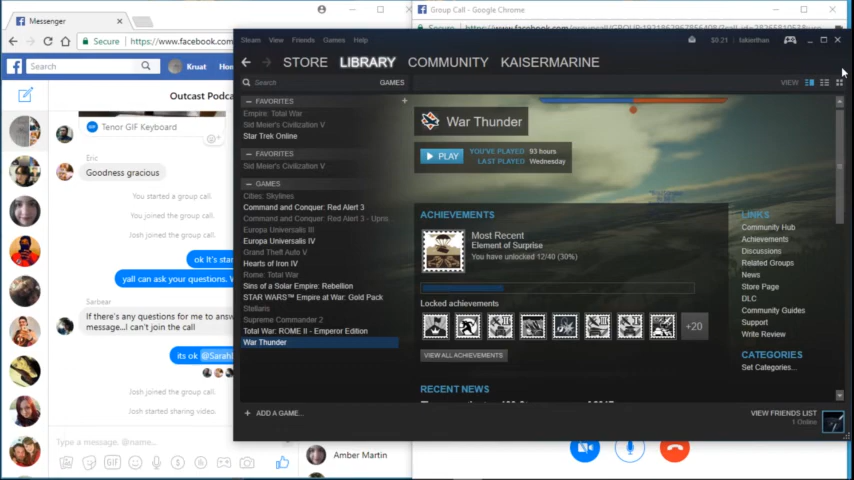 Messenger
Group Call - Google Chrome
Secure
https://www.facebook.com
Search
Kruat
Hom
Outcast Podca
Tenor GIF Keyboard
Eric
Goodness gracious
You started a group call.
You joined the group call.
Josh joined the group call.
ok It's star
yall can ask your questions. V
Sarbear
If there's any questions for me to answ
message...I can't join the call
its ok @Sarah
Josh joined the group call.
Josh started sharing video.
Type a message, @name...
Amber Martin
Steam View Friends Games Help
$0.21
takierthan
STORE LIBRARY COMMUNITY KAISERMARINE
Search
GAMES
VIEW
FAVORITES
Empire: Total War
Sid Meier's Civilization V
Star Trek Online
FAVORITES
Sid Meier's Civilization V
GAMES
Cities: Skylines
Command and Conquer: Red Alert 3
Command and Conquer: Red Alert 3 - Upris
Europa Universalis III
Europa Universalis IV
Grand Theft Auto V
Hearts of Iron IV
Rome: Total War
Sins of a Solar Empire: Rebellion
STAR WARS™ Empire at War: Gold Pack
Stellaris
Supreme Commander 2
Total War: ROME II - Emperor Edition
War Thunder
ADD A GAME...
War Thunder
PLAY
YOU'VE PLAYED 93 hours
LAST PLAYED Wednesday
ACHIEVEMENTS
Most Recent
Element of Surprise
You have unlocked 12/40 (30%)
Locked achievements
+20
VIEW ALL ACHIEVEMENTS
RECENT NEWS
LINKS
Community Hub
Achievements
Discussions
Related Groups
News
Store Page
DLC
Community Guides
Support
Write Review
CATEGORIES
Set Categories...
VIEW FRIENDS LIST
1 Online